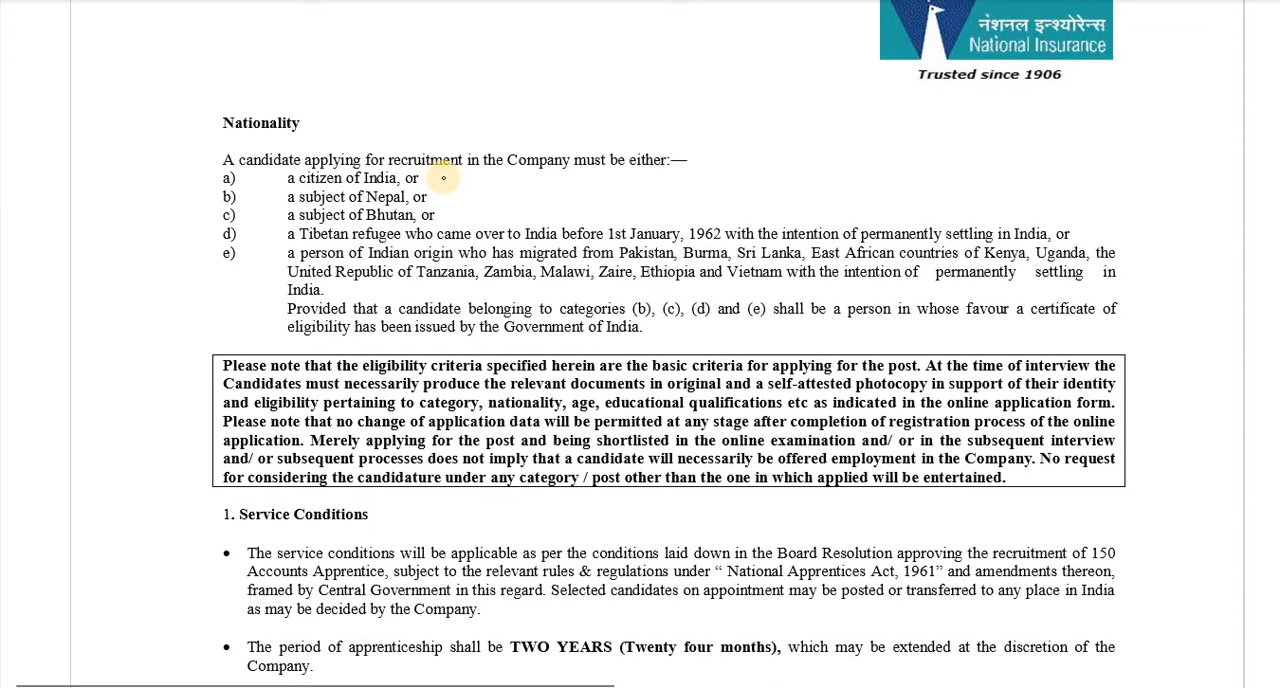 नेशनल इन्श्योरेन्स
National Insurance
Trusted since 1906
Nationality
A candidate applying for recruitment in the Company must be either:—
a) a citizen of India, or
b) a subject of Nepal, or
c) a subject of Bhutan, or
d) a Tibetan refugee who came over to India before 1st January, 1962 with the intention of permanently settling in India, or
e) a person of Indian origin who has migrated from Pakistan, Burma, Sri Lanka, East African countries of Kenya, Uganda, the
United Republic of Tanzania, Zambia, Malawi, Zaire, Ethiopia and Vietnam with the intention of permanently settling in
India.
Provided that a candidate belonging to categories (b), (c), (d) and (e) shall be a person in whose favour a certificate of
eligibility has been issued by the Government of India.
Please note that the eligibility criteria specified herein are the basic criteria for applying for the post. At the time of interview the
Candidates must necessarily produce the relevant documents in original and a self-attested photocopy in support of their identity
and eligibility pertaining to category, nationality, age, educational qualifications etc as indicated in the online application form.
Please note that no change of application data will be permitted at any stage after completion of registration process of the online
application. Merely applying for the post and being shortlisted in the online examination and/ or in the subsequent interview
and/ or subsequent processes does not imply that a candidate will necessarily be offered employment in the Company. No request
for considering the candidature under any category / post other than the one in which applied will be entertained.
1. Service Conditions
• The service conditions will be applicable as per the conditions laid down in the Board Resolution approving the recruitment of 150
Accounts Apprentice, subject to the relevant rules & regulations under “ National Apprentices Act, 1961” and amendments thereon,
framed by Central Government in this regard. Selected candidates on appointment may be posted or transferred to any place in India
as may be decided by the Company.
• The period of apprenticeship shall be TWO YEARS (Twenty four months), which may be extended at the discretion of the
Company.